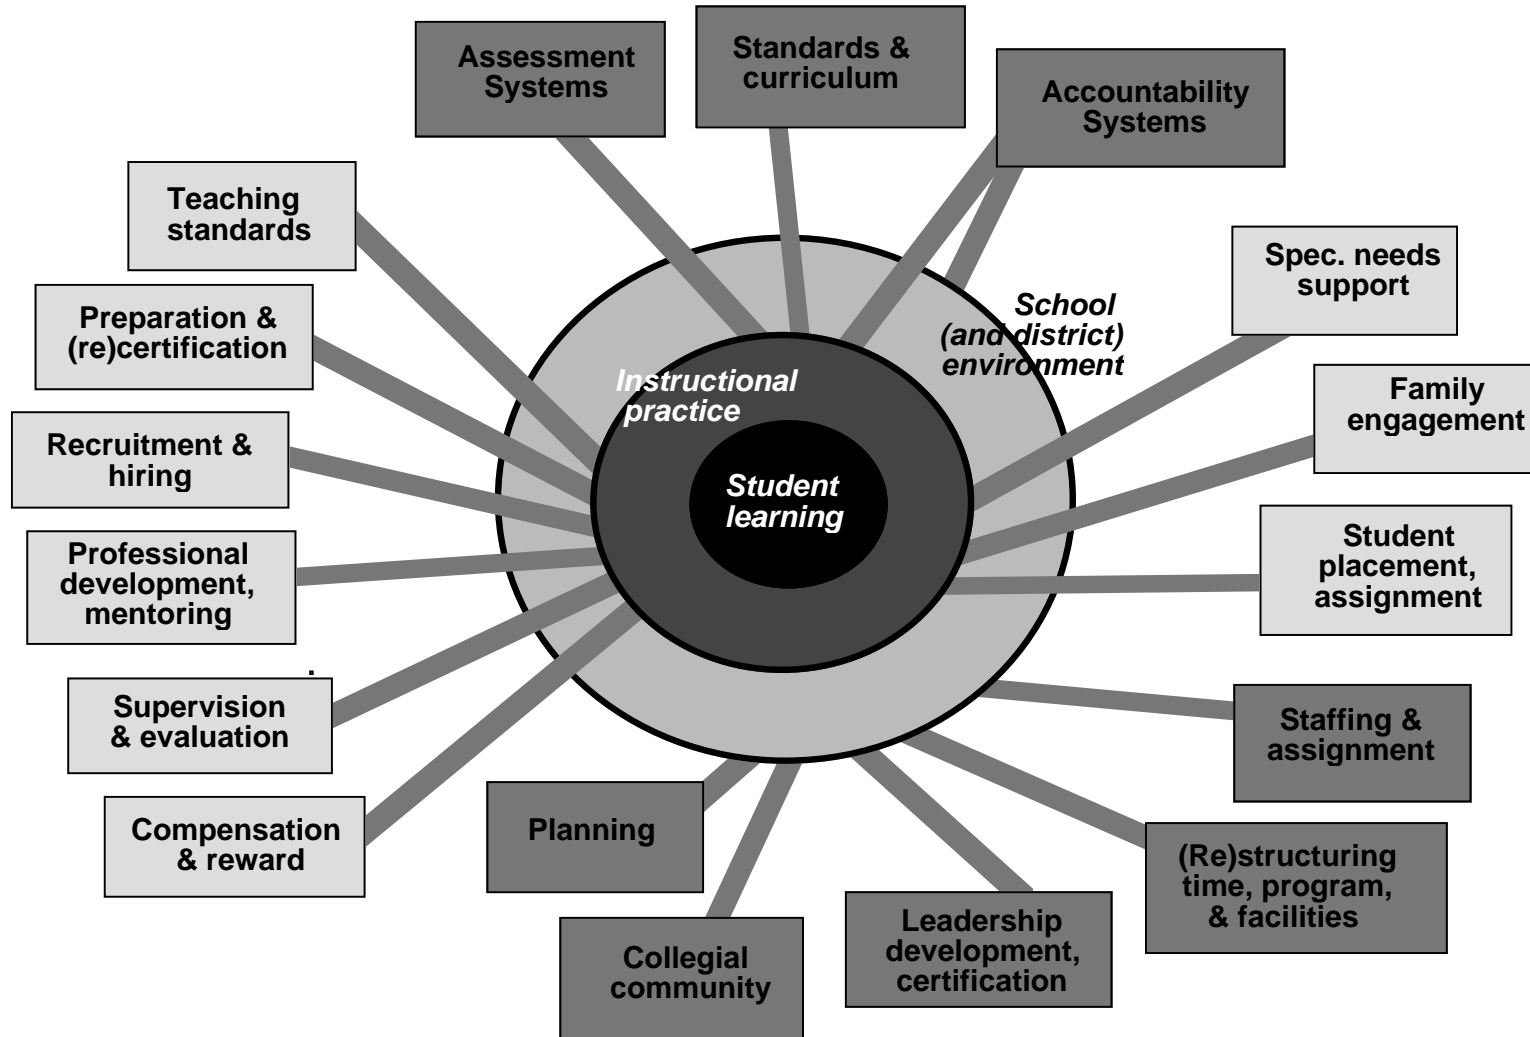 Assessment
Systems
Standards &
curriculum
Accountability
Systems
Teaching
standards
Preparation &
(re)certification
Recruitment &
hiring
Professional
development,
mentoring
.
Supervision
& evaluation
Compensation
& reward
School
(and district)
environment
Instructional
practice
Student
learning
Spec. needs
support
Family
engagement
Student
placement,
assignment
Staffing &
assignment
(Re)structuring
time, program,
& facilities
Leadership
development,
certification
Collegial
community
Planning